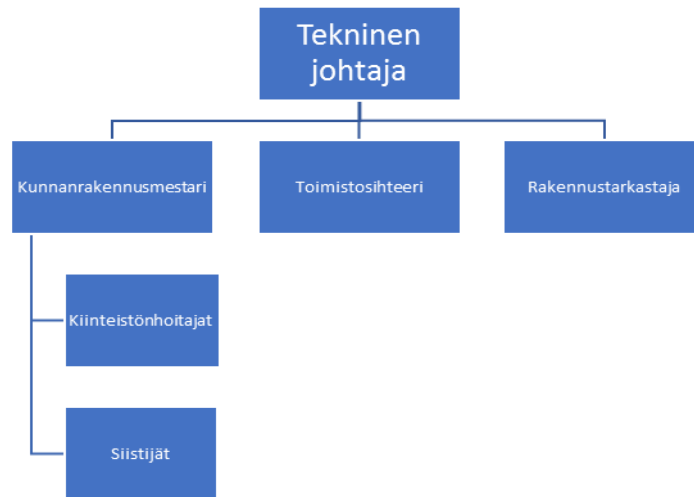 Tekninen
johtaja
Kunnanrakennusmestari
Toimistosihteeri
Rakennustarkastaja
Kiinteistönhoitajat
Siistijät